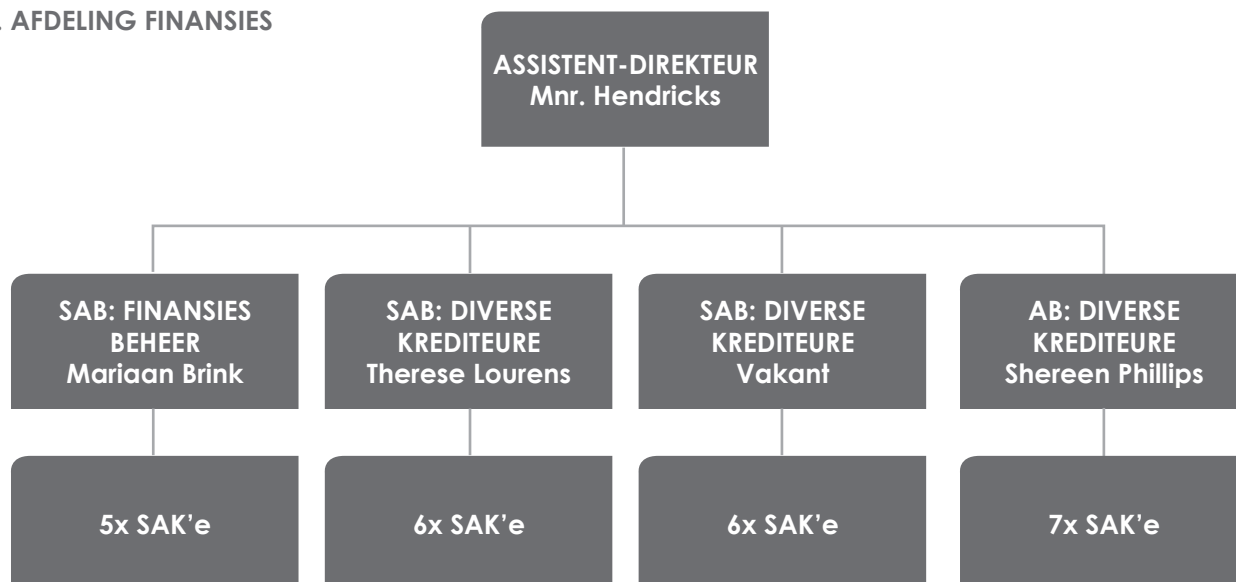 . AFDELING FINANSIES
ASSISTENT-DIREKTEUR
Mnr. Hendricks
SAB: FINANSIES
BEHEER
Mariaan Brink
SAB: DIVERSE
KREDITEURE
Therese Lourens
SAB: DIVERSE
KREDITEURE
Vakant
AB: DIVERSE
KREDITEURE
Shereen Phillips
5x SAK’e
6x SAK’e
6x SAK’e
7x SAK’e